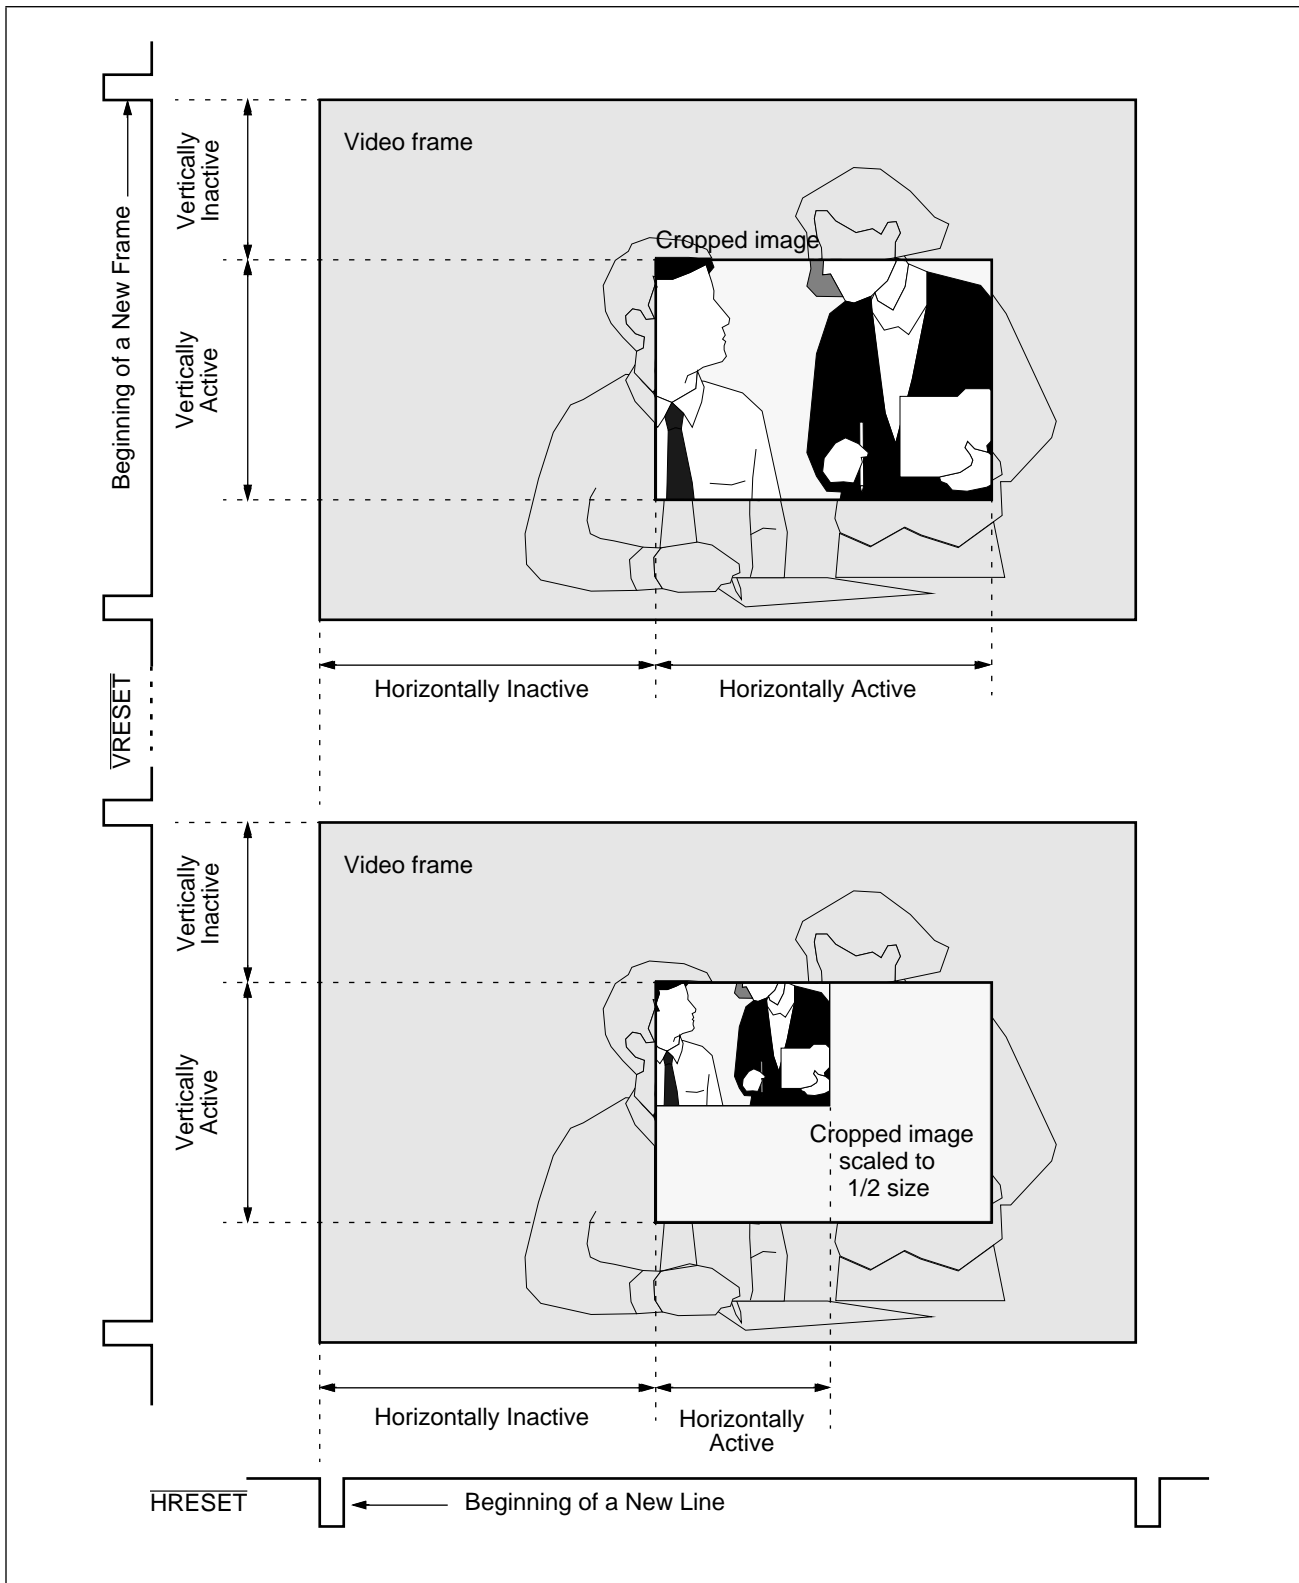 Beginning of a New Frame
Vertically
Inactive
Vertically
Active
Video frame
Cropped image
Horizontally Inactive
Horizontally Active
VRESET
Vertically
Inactive
Vertically
Active
Video frame
Cropped image
scaled to
1/2 size
Horizontally Inactive
Horizontally
Active
HRESET
Beginning of a New Line